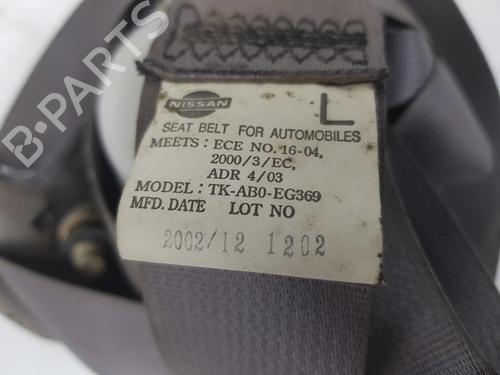 NISSAN
L
SEAT BELT FOR AUTOMOBILES
MEETS : ECE NO. 16-04,
2000/3/EC,
ADR 4/03
MODEL : TK-AB0-EG369
MFD. DATE LOT NO
2002/12 1202
B-PARTS